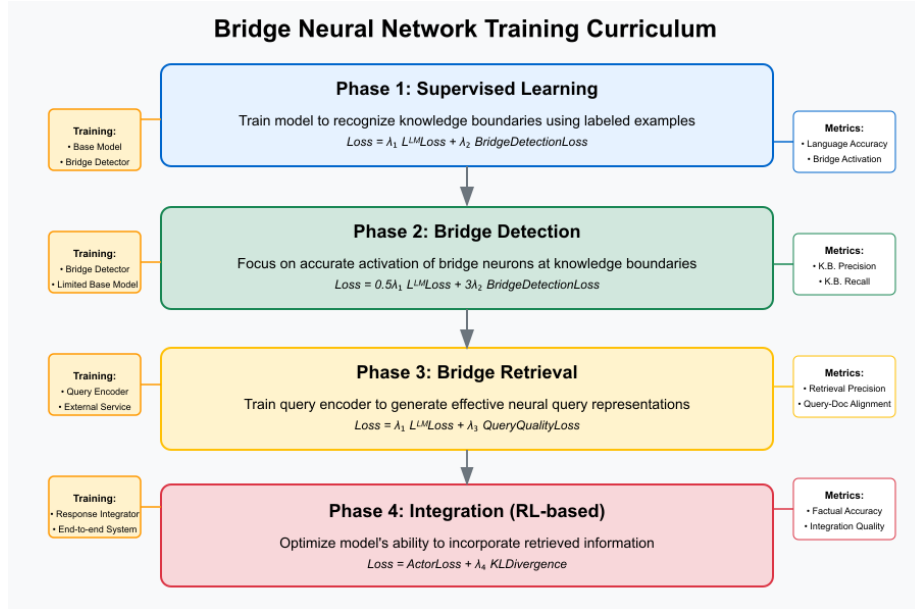 Bridge Neural Network Training Curriculum
Phase 1: Supervised Learning
Train model to recognize knowledge boundaries using labeled examples
Loss = λ₁ LᴸᴹLoss + λ₂ BridgeDetectionLoss
Training:
• Base Model
• Bridge Detector
Metrics:
• Language Accuracy
• Bridge Activation
Phase 2: Bridge Detection
Focus on accurate activation of bridge neurons at knowledge boundaries
Loss = 0.5λ₁ LᴸᴹLoss + 3λ₂ BridgeDetectionLoss
Training:
• Bridge Detector
• Limited Base Model
Metrics:
• K.B. Precision
• K.B. Recall
Phase 3: Bridge Retrieval
Train query encoder to generate effective neural query representations
Loss = λ₁ LᴸᴹLoss + λ₃ QueryQualityLoss
Training:
• Query Encoder
• External Service
Metrics:
• Retrieval Precision
• Query-Doc Alignment
Phase 4: Integration (RL-based)
Optimize model's ability to incorporate retrieved information
Loss = ActorLoss + λ₄ KLDivergence
Training:
• Response Integrator
• End-to-end System
Metrics:
• Factual Accuracy
• Integration Quality